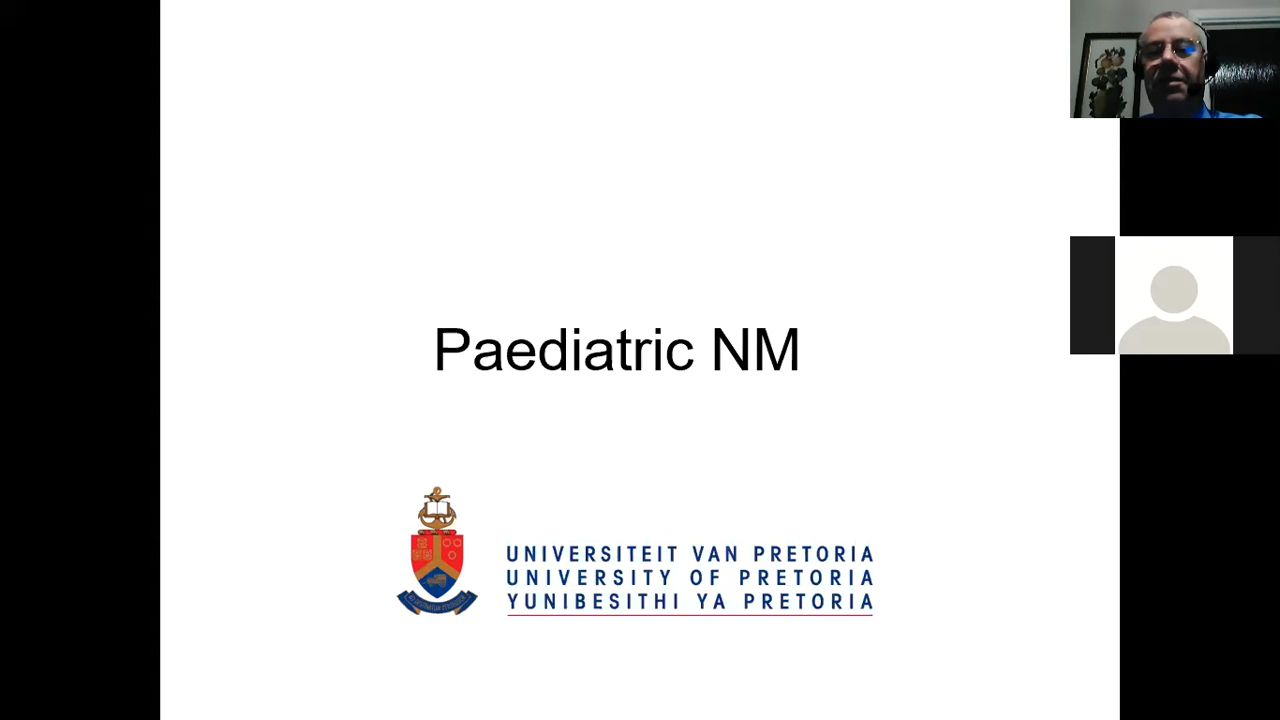 Paediatric NM
UNIVERSITEIT VAN PRETORIA
UNIVERSITY OF PRETORIA
YUNIBESITHI YA PRETORIA